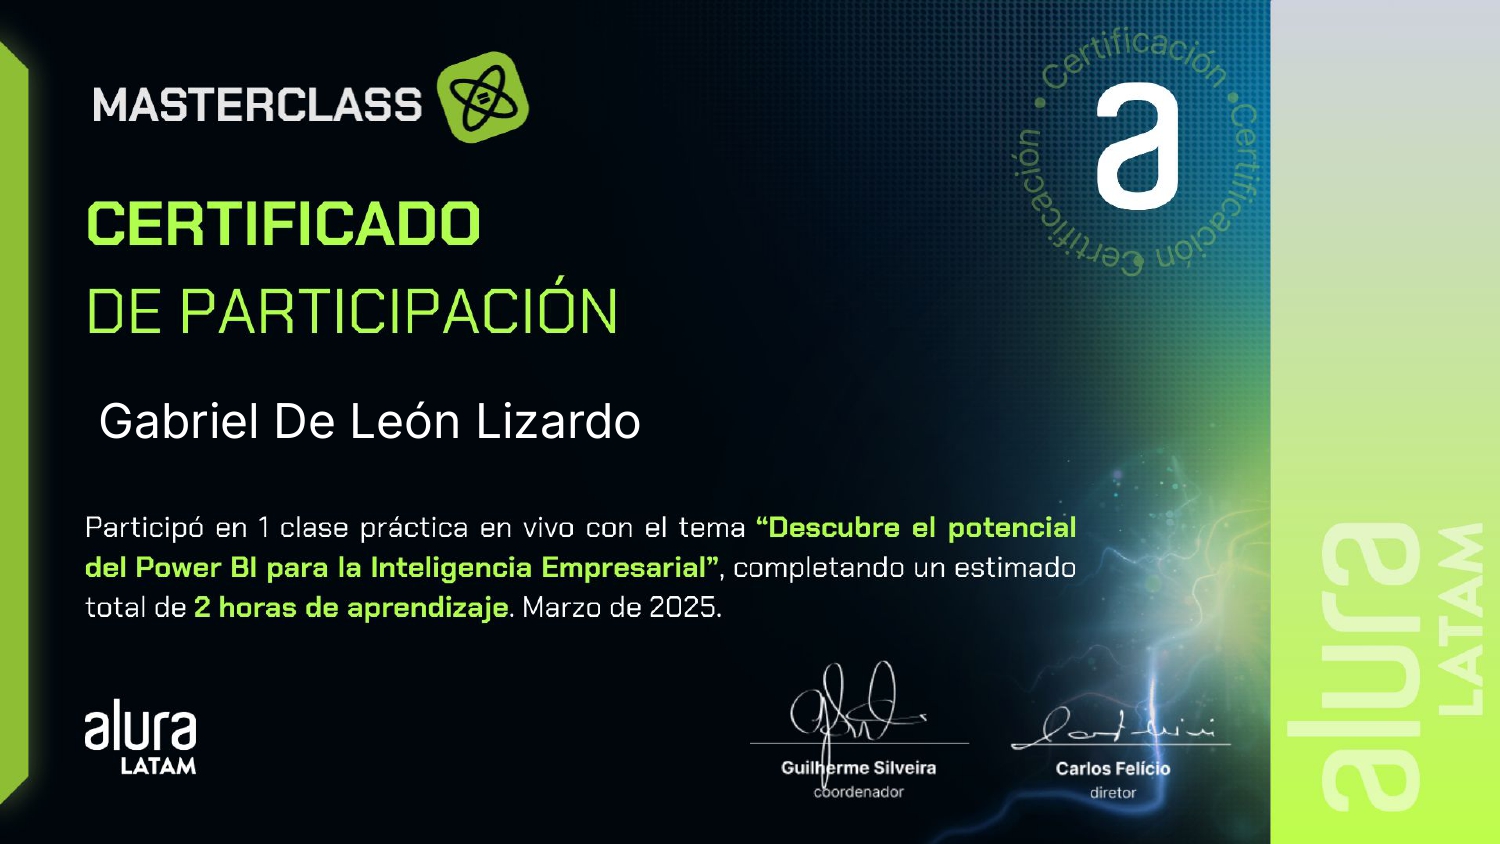 MASTERCLASS
Certificación • Certificación • Certificación •
a
CERTIFICADO
DE PARTICIPACIÓN
Gabriel De León Lizardo
Participó en 1 clase práctica en vivo con el tema “Descubre el potencial
del Power BI para la Inteligencia Empresarial”, completando un estimado
total de 2 horas de aprendizaje. Marzo de 2025.
alura
LATAM
Guilherme Silveira
coordenador
Carlos Felício
diretor
alura
LATAM